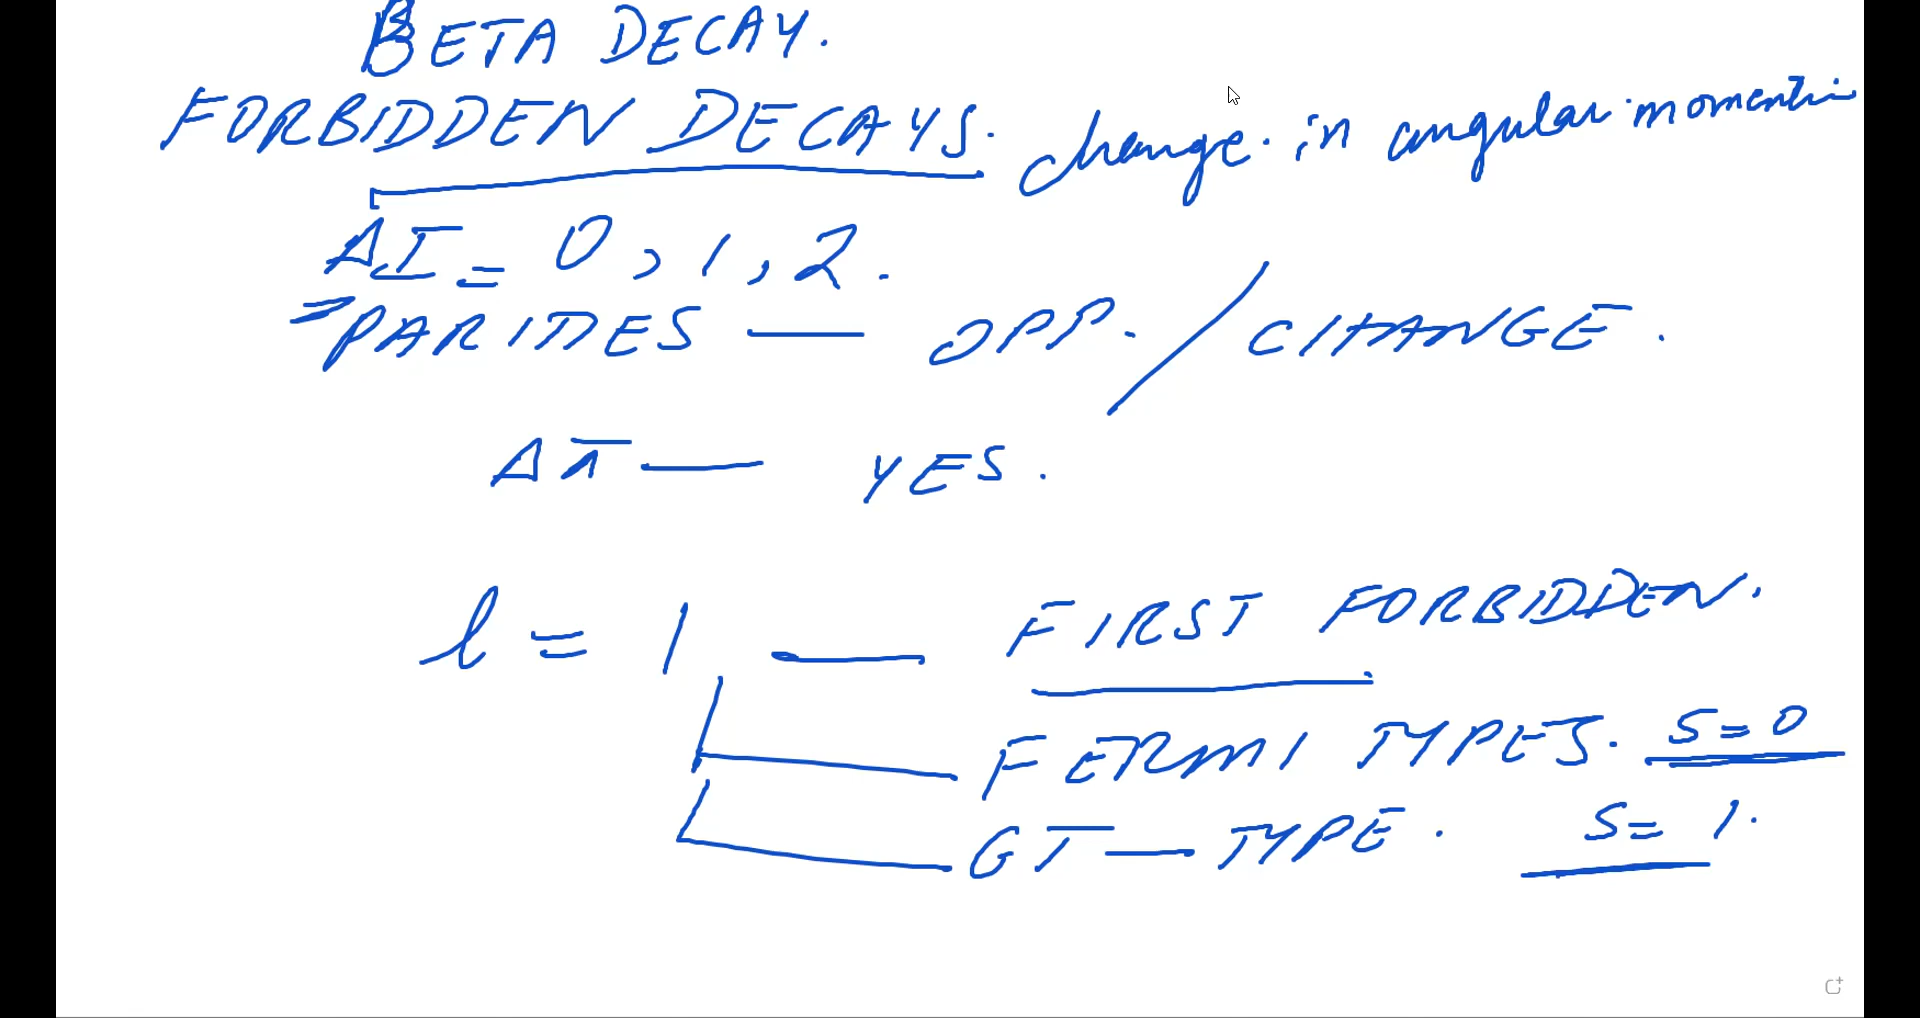 BETA DECAY.
FORBIDDEN DECAYS. change in angular momentum
ΔI = 0, 1, 2.
PARITIES — OPP. / CHANGE.
Δπ — YES.
l = 1 — FIRST FORBIDDEN.
FERMI TYPES. S=0
GT — TYPE. S= 1.